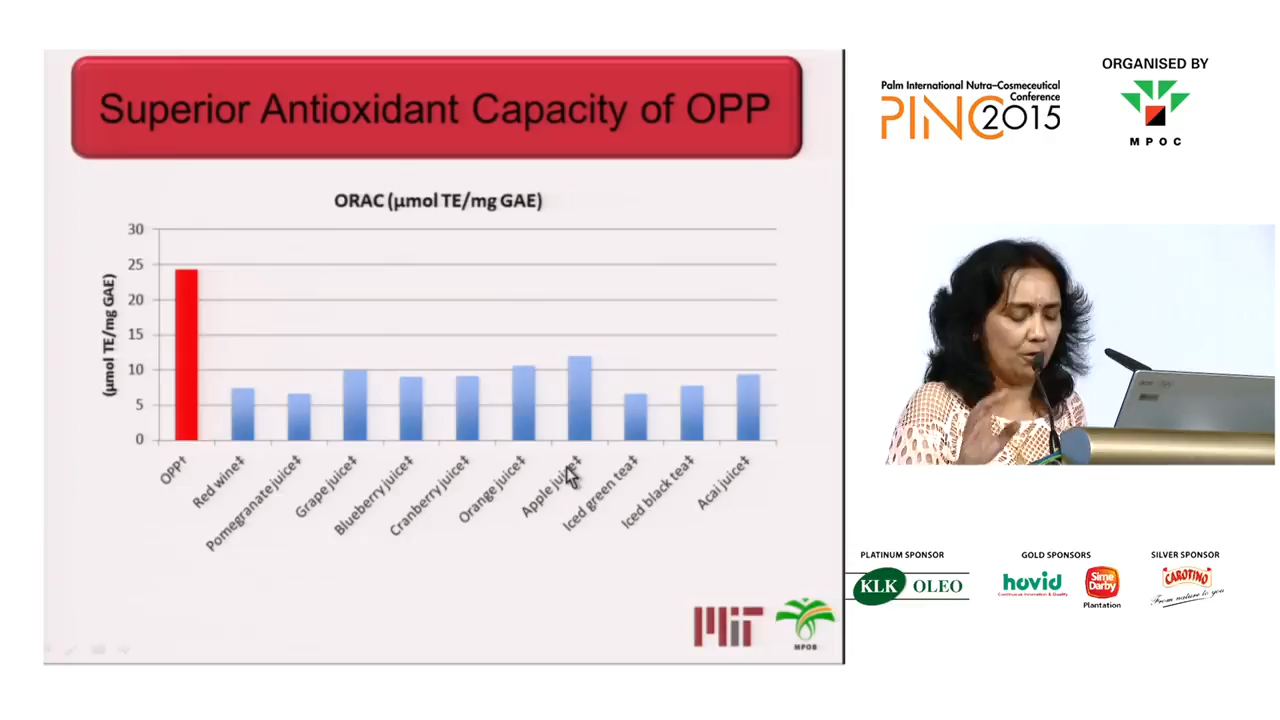 Superior Antioxidant Capacity of OPP
ORAC (µmol TE/mg GAE)
(µmol TE/mg GAE)
30
25
20
15
10
5
0
OPP†
Red wine‡
Pomegranate juice‡
Grape juice‡
Blueberry juice‡
Cranberry juice‡
Orange juice‡
Apple juice‡
Iced green tea‡
Iced black tea‡
Acai juice‡
MIT
MPOB
Palm International Nutra-Cosmeceutical
Conference
PINC2015
ORGANISED BY
MPOC
PLATINUM SPONSOR
KLK OLEO
GOLD SPONSORS
hovid
Continuous Innovation & Quality
Sime
Darby
Plantation
SILVER SPONSOR
CAROTINO
From nature to you